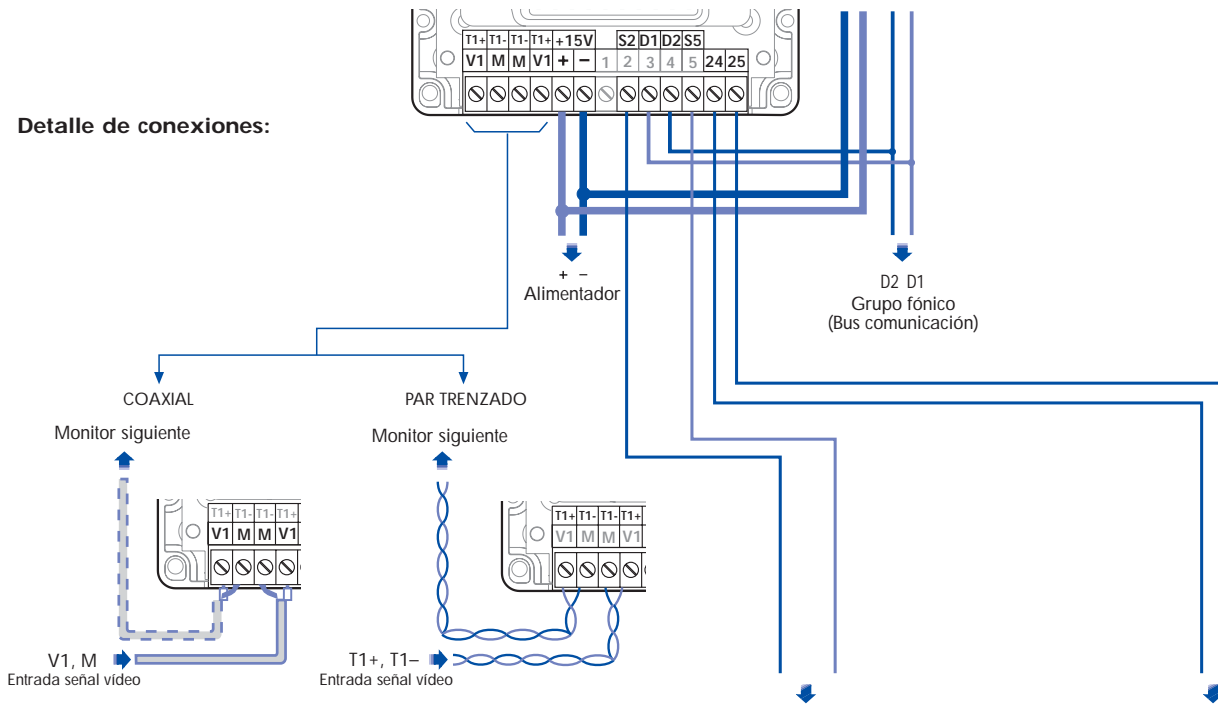 T1+ T1- T1- T1+ +15V S2 D1 D2 S5
V1 M M V1 + − 1 2 3 4 5 24 25
Detalle de conexiones:
+ −
Alimentador
D2 D1
Grupo fónico
(Bus comunicación)
COAXIAL
Monitor siguiente
T1+ T1- T1- T1+
V1 M M V1
V1, M
Entrada señal vídeo
PAR TRENZADO
Monitor siguiente
T1+ T1- T1- T1+
V1 M M V1
T1+, T1−
Entrada señal vídeo